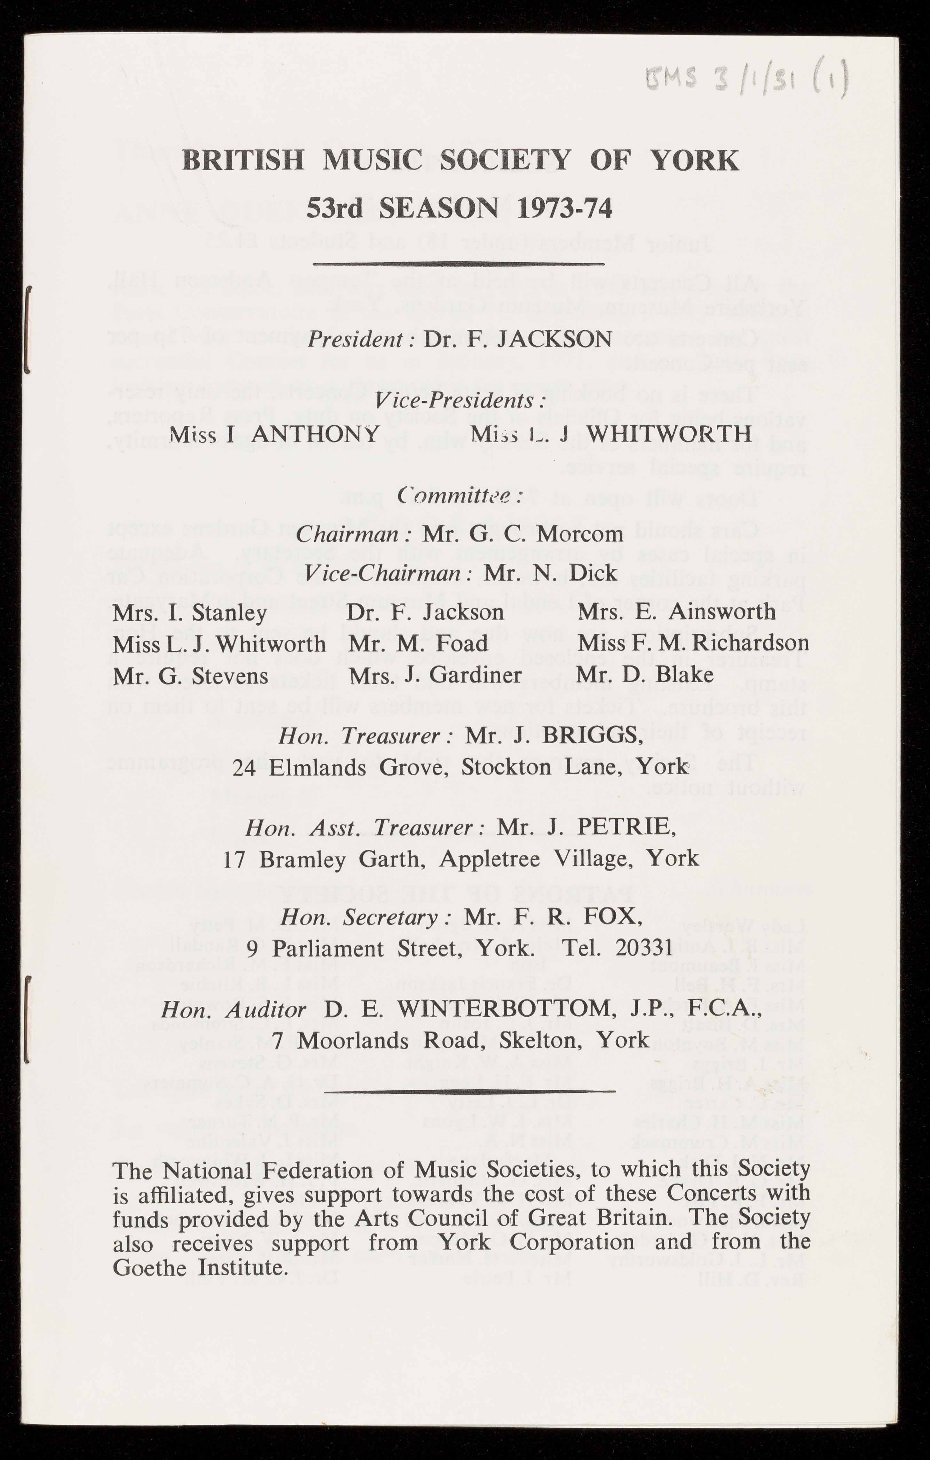 BMS 3/1/51 (1)
BRITISH MUSIC SOCIETY OF YORK
53rd SEASON 1973-74
President : Dr. F. JACKSON
Vice-Presidents :
Miss I ANTHONY Miss L. J WHITWORTH
Committee :
Chairman : Mr. G. C. Morcom
Vice-Chairman : Mr. N. Dick
Mrs. I. Stanley Dr. F. Jackson Mrs. E. Ainsworth
Miss L. J. Whitworth Mr. M. Foad Miss F. M. Richardson
Mr. G. Stevens Mrs. J. Gardiner Mr. D. Blake
Hon. Treasurer : Mr. J. BRIGGS,
24 Elmlands Grove, Stockton Lane, York
Hon. Asst. Treasurer : Mr. J. PETRIE,
17 Bramley Garth, Appletree Village, York
Hon. Secretary : Mr. F. R. FOX,
9 Parliament Street, York. Tel. 20331
Hon. Auditor D. E. WINTERBOTTOM, J.P., F.C.A.,
7 Moorlands Road, Skelton, York
The National Federation of Music Societies, to which this Society
is affiliated, gives support towards the cost of these Concerts with
funds provided by the Arts Council of Great Britain. The Society
also receives support from York Corporation and from the
Goethe Institute.